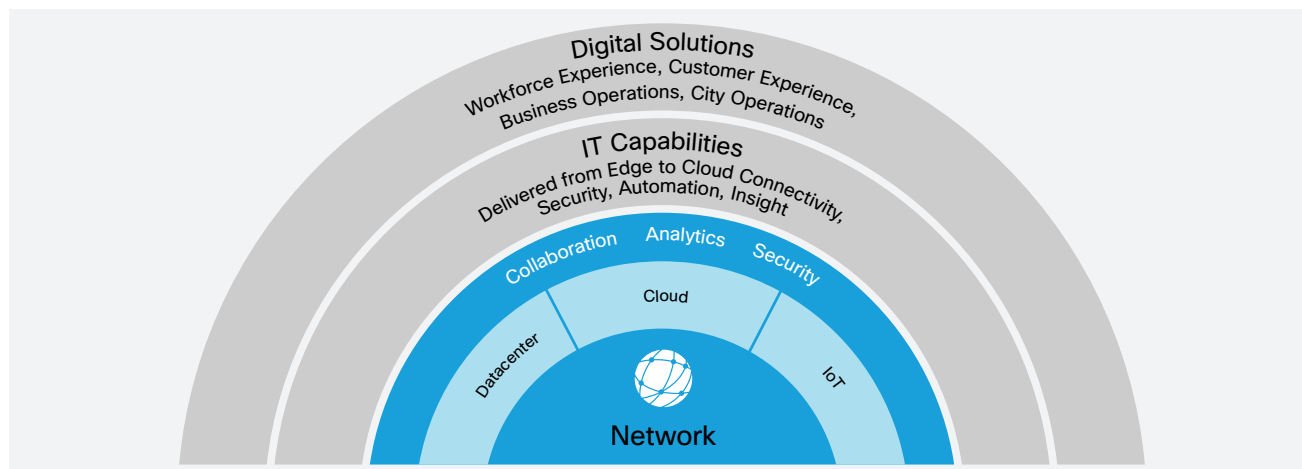 Digital Solutions
Workforce Experience, Customer Experience,
Business Operations, City Operations
IT Capabilities
Delivered from Edge to Cloud Connectivity,
Security, Automation, Insight
Collaboration Analytics Security
Datacenter
Cloud
IoT
Network